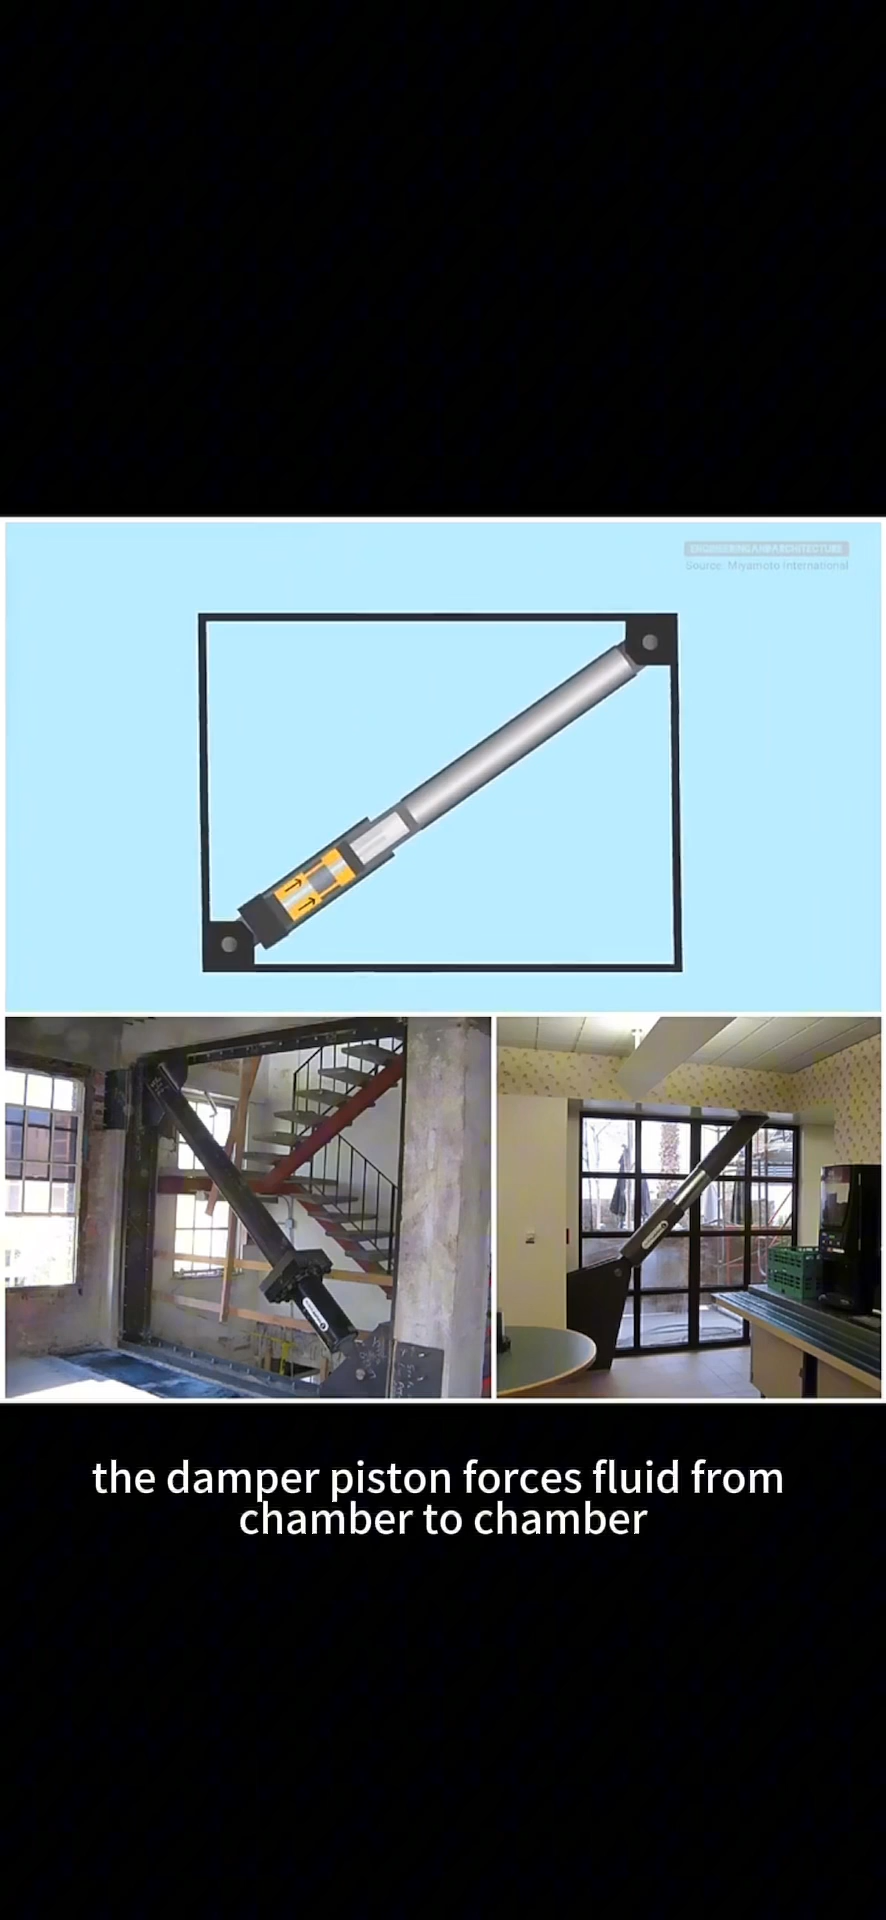 ENGINEERINGANDARCHITECTURE
Source: Miyamoto International
the damper piston forces fluid from
chamber to chamber